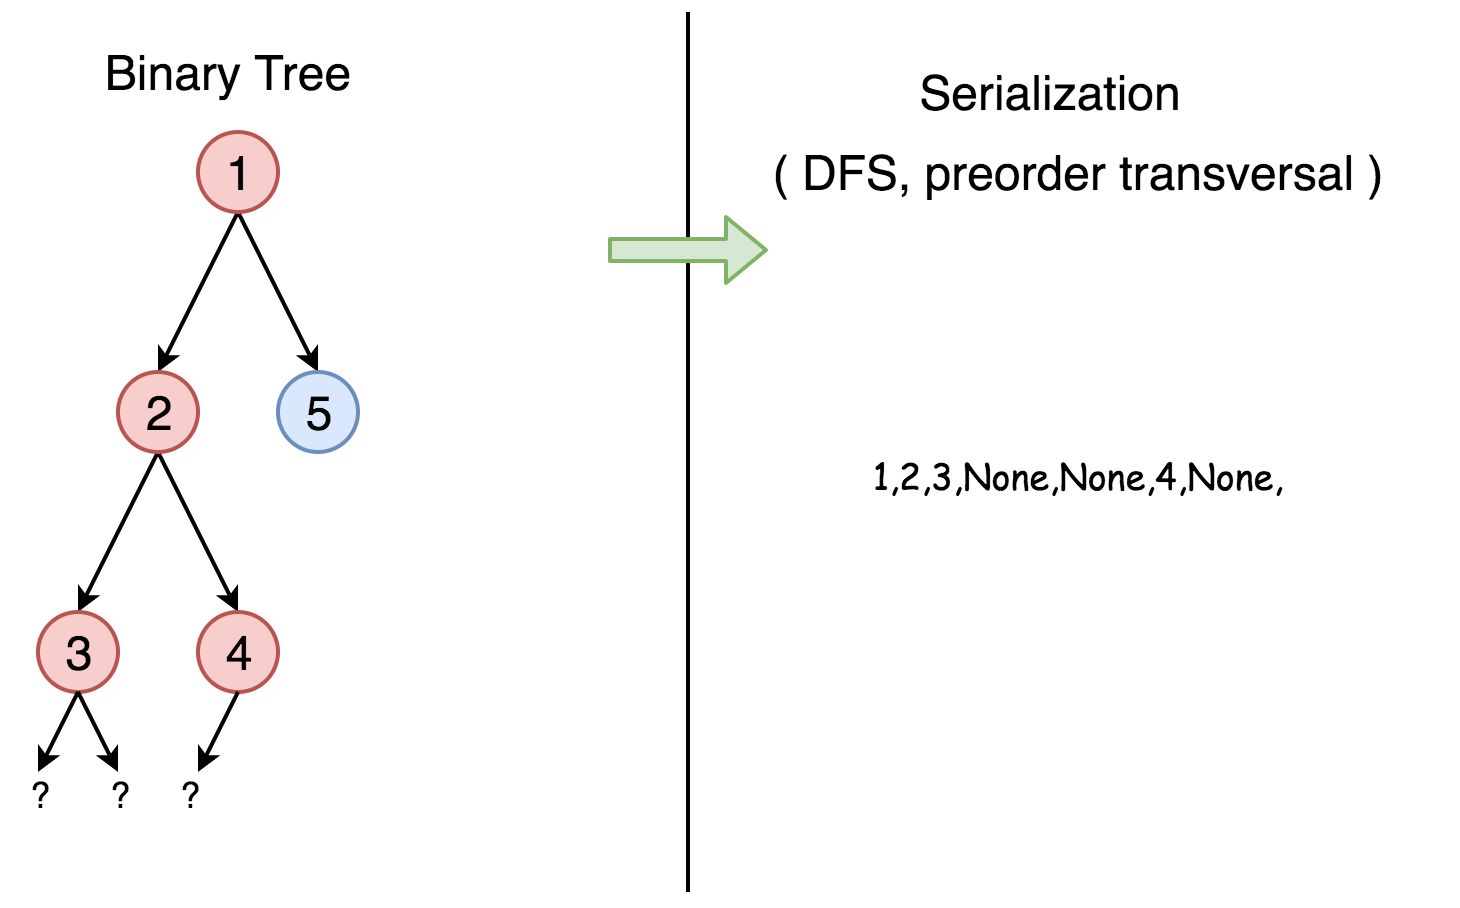 Binary Tree
1
2
5
3
4
?
?
?
Serialization
( DFS, preorder transversal )
1,2,3,None,None,4,None,